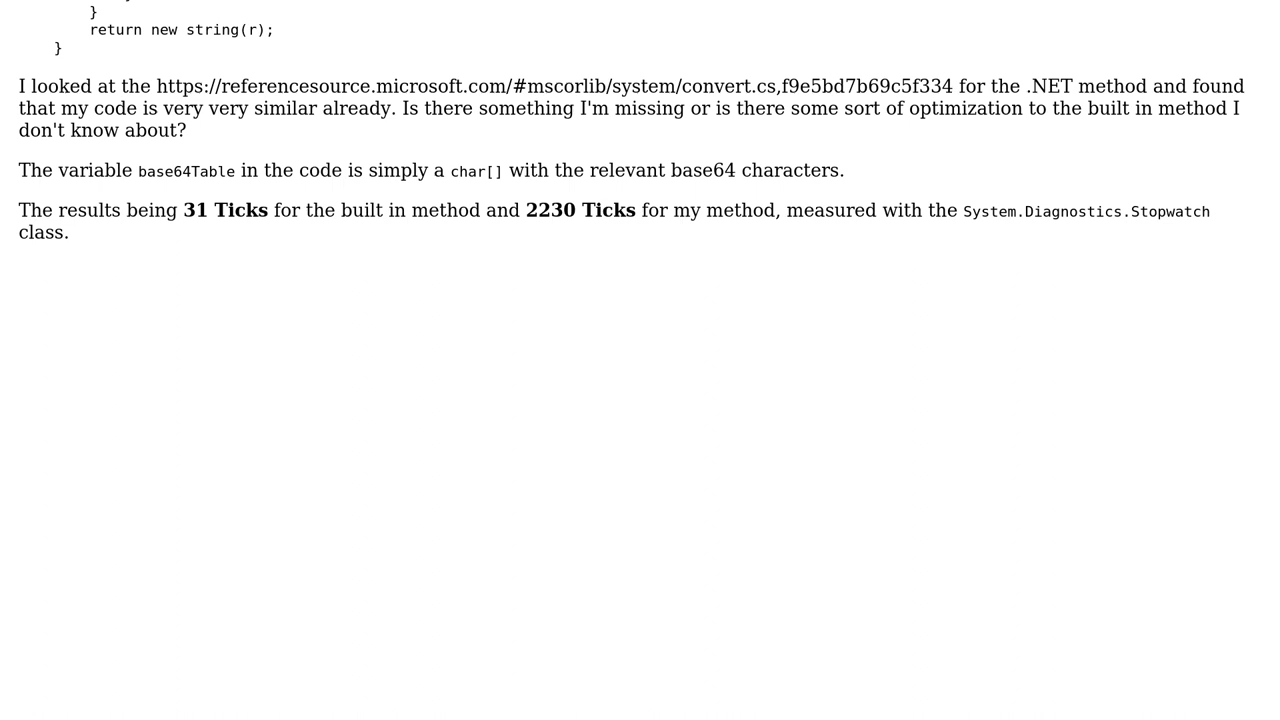 }
return new string(r);
}
I looked at the https://referencesource.microsoft.com/#mscorlib/system/convert.cs,f9e5bd7b69c5f334 for the .NET method and found
that my code is very very similar already. Is there something I'm missing or is there some sort of optimization to the built in method I
don't know about?
The variable base64Table in the code is simply a char[] with the relevant base64 characters.
The results being 31 Ticks for the built in method and 2230 Ticks for my method, measured with the System.Diagnostics.Stopwatch
class.